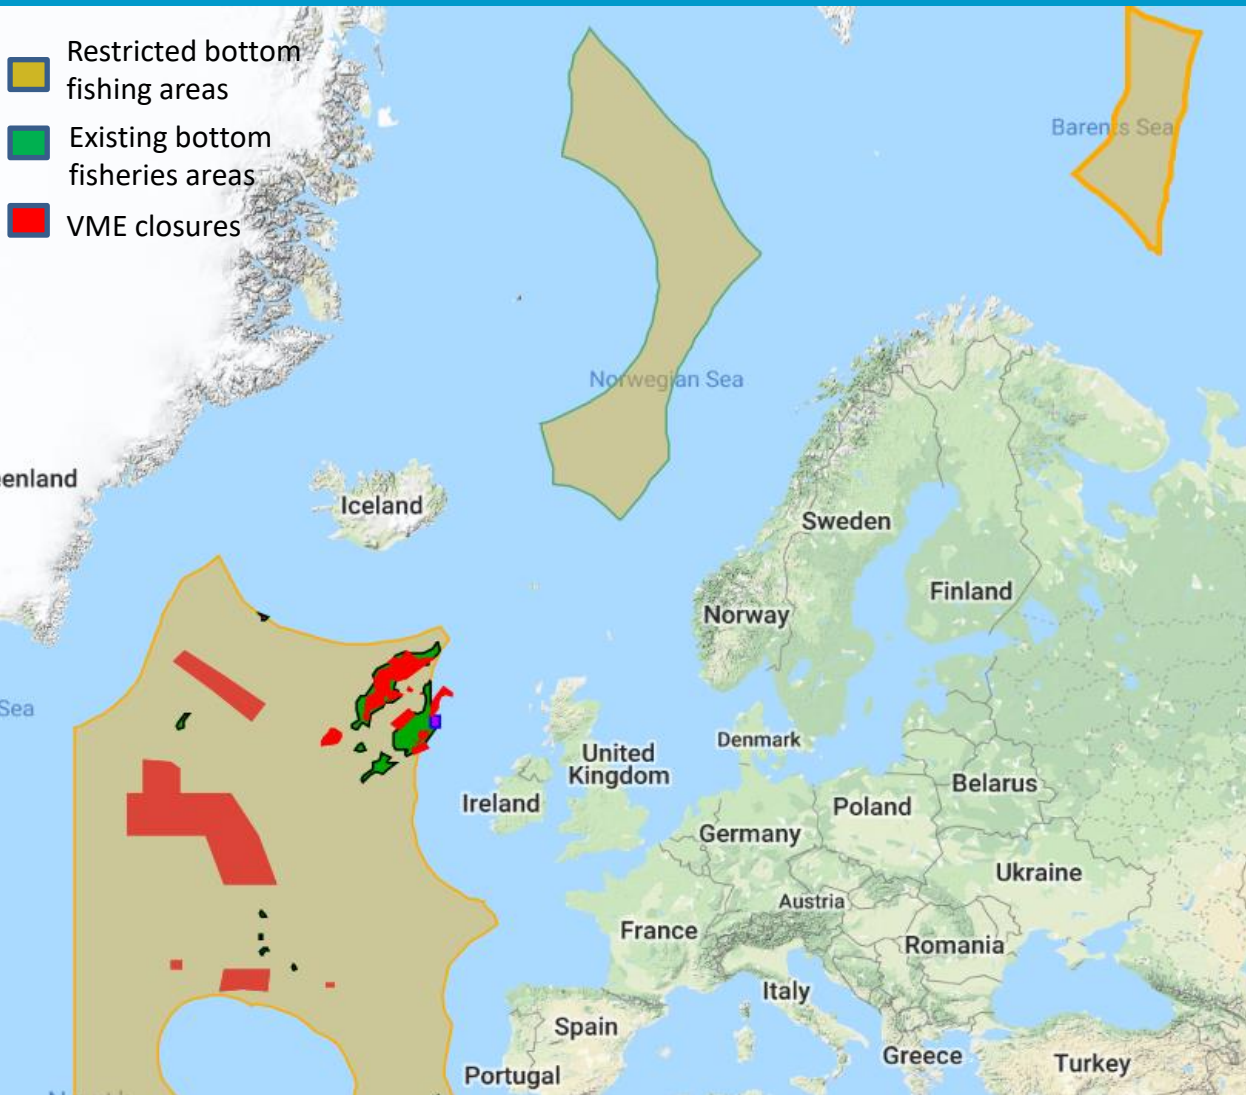 Restricted bottom
fishing areas
Existing bottom
fisheries areas
VME closures
Barents Sea
Norwegian Sea
eenland
Iceland
Sweden
Finland
Norway
Sea
Denmark
United
Kingdom
Ireland
Belarus
Poland
Germany
Ukraine
Austria
France
Romania
Italy
Spain
Greece
Turkey
Portugal